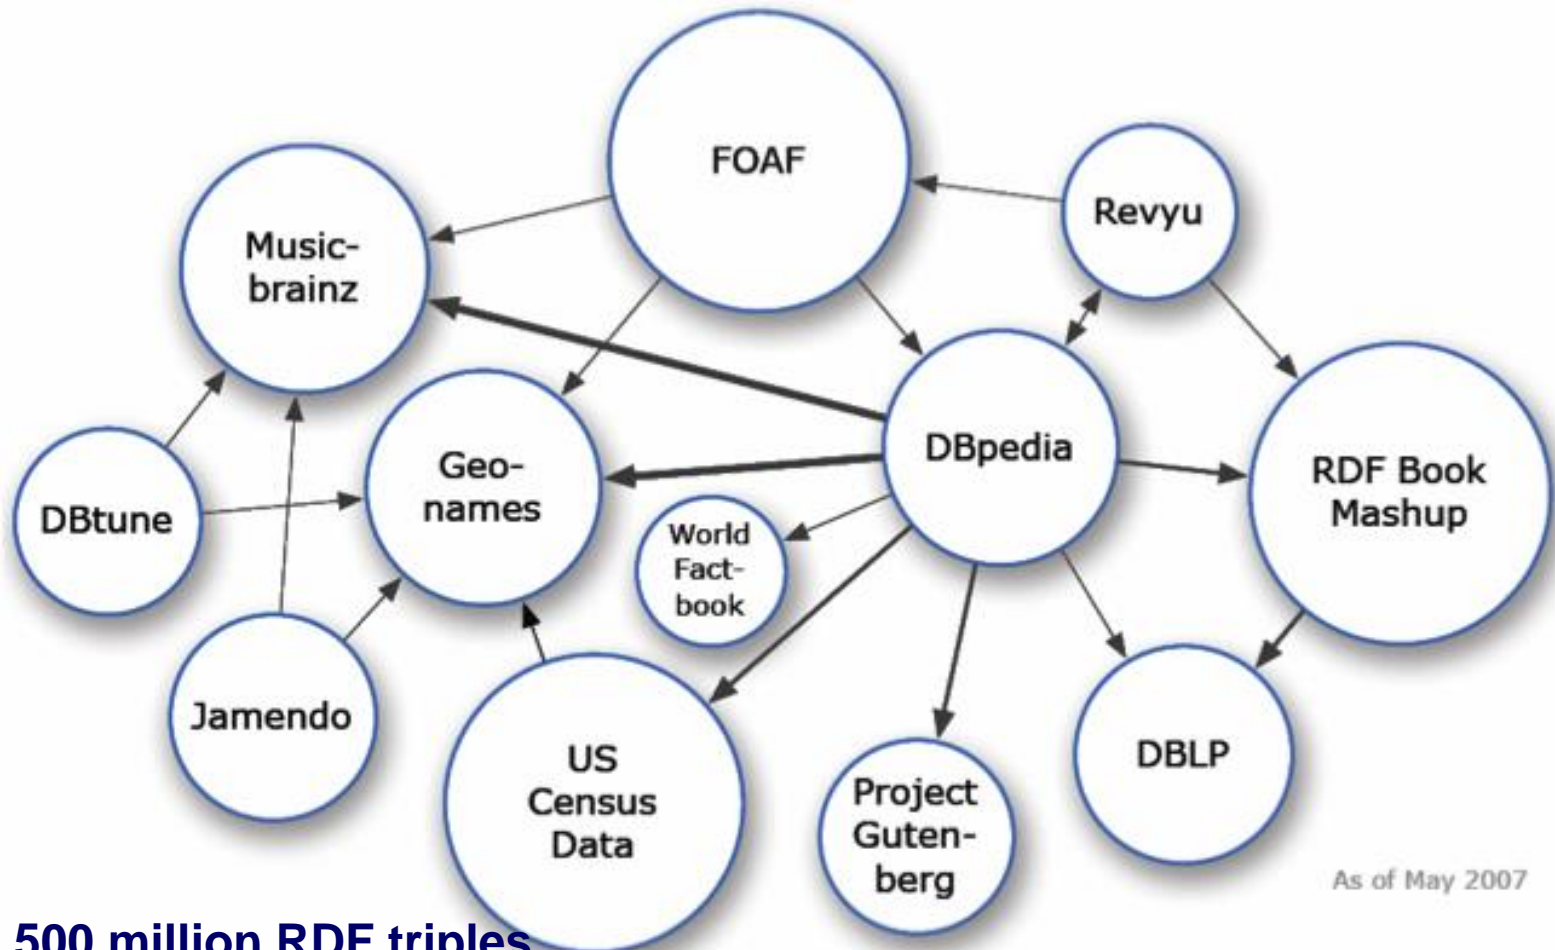 FOAF
Revyu
Music-
brainz
DBpedia
Geo-
names
RDF Book
Mashup
DBtune
World
Fact-
book
Jamendo
US
Census
Data
Project
Guten-
berg
DBLP
As of May 2007
500 million RDF triples